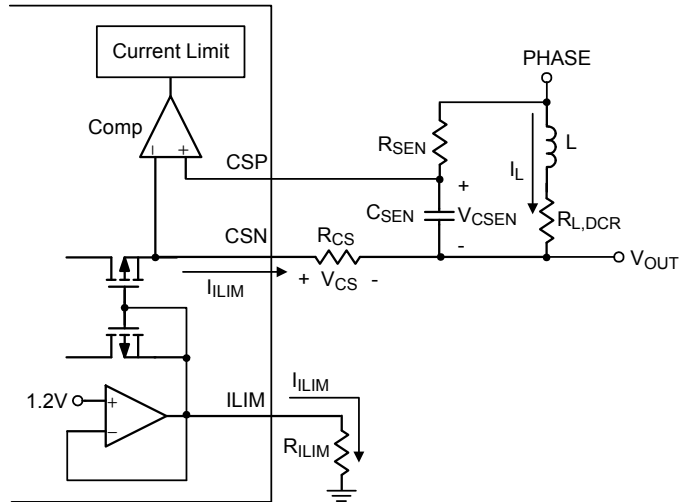 Current Limit
PHASE
Comp
RSEN
L
CSP
IL
+
CSEN
VCSEN
RL,DCR
CSN
RCS
-
VOUT
ILIM
+ VCS -
1.2V
+
-
ILIM
IILIM
RILIM